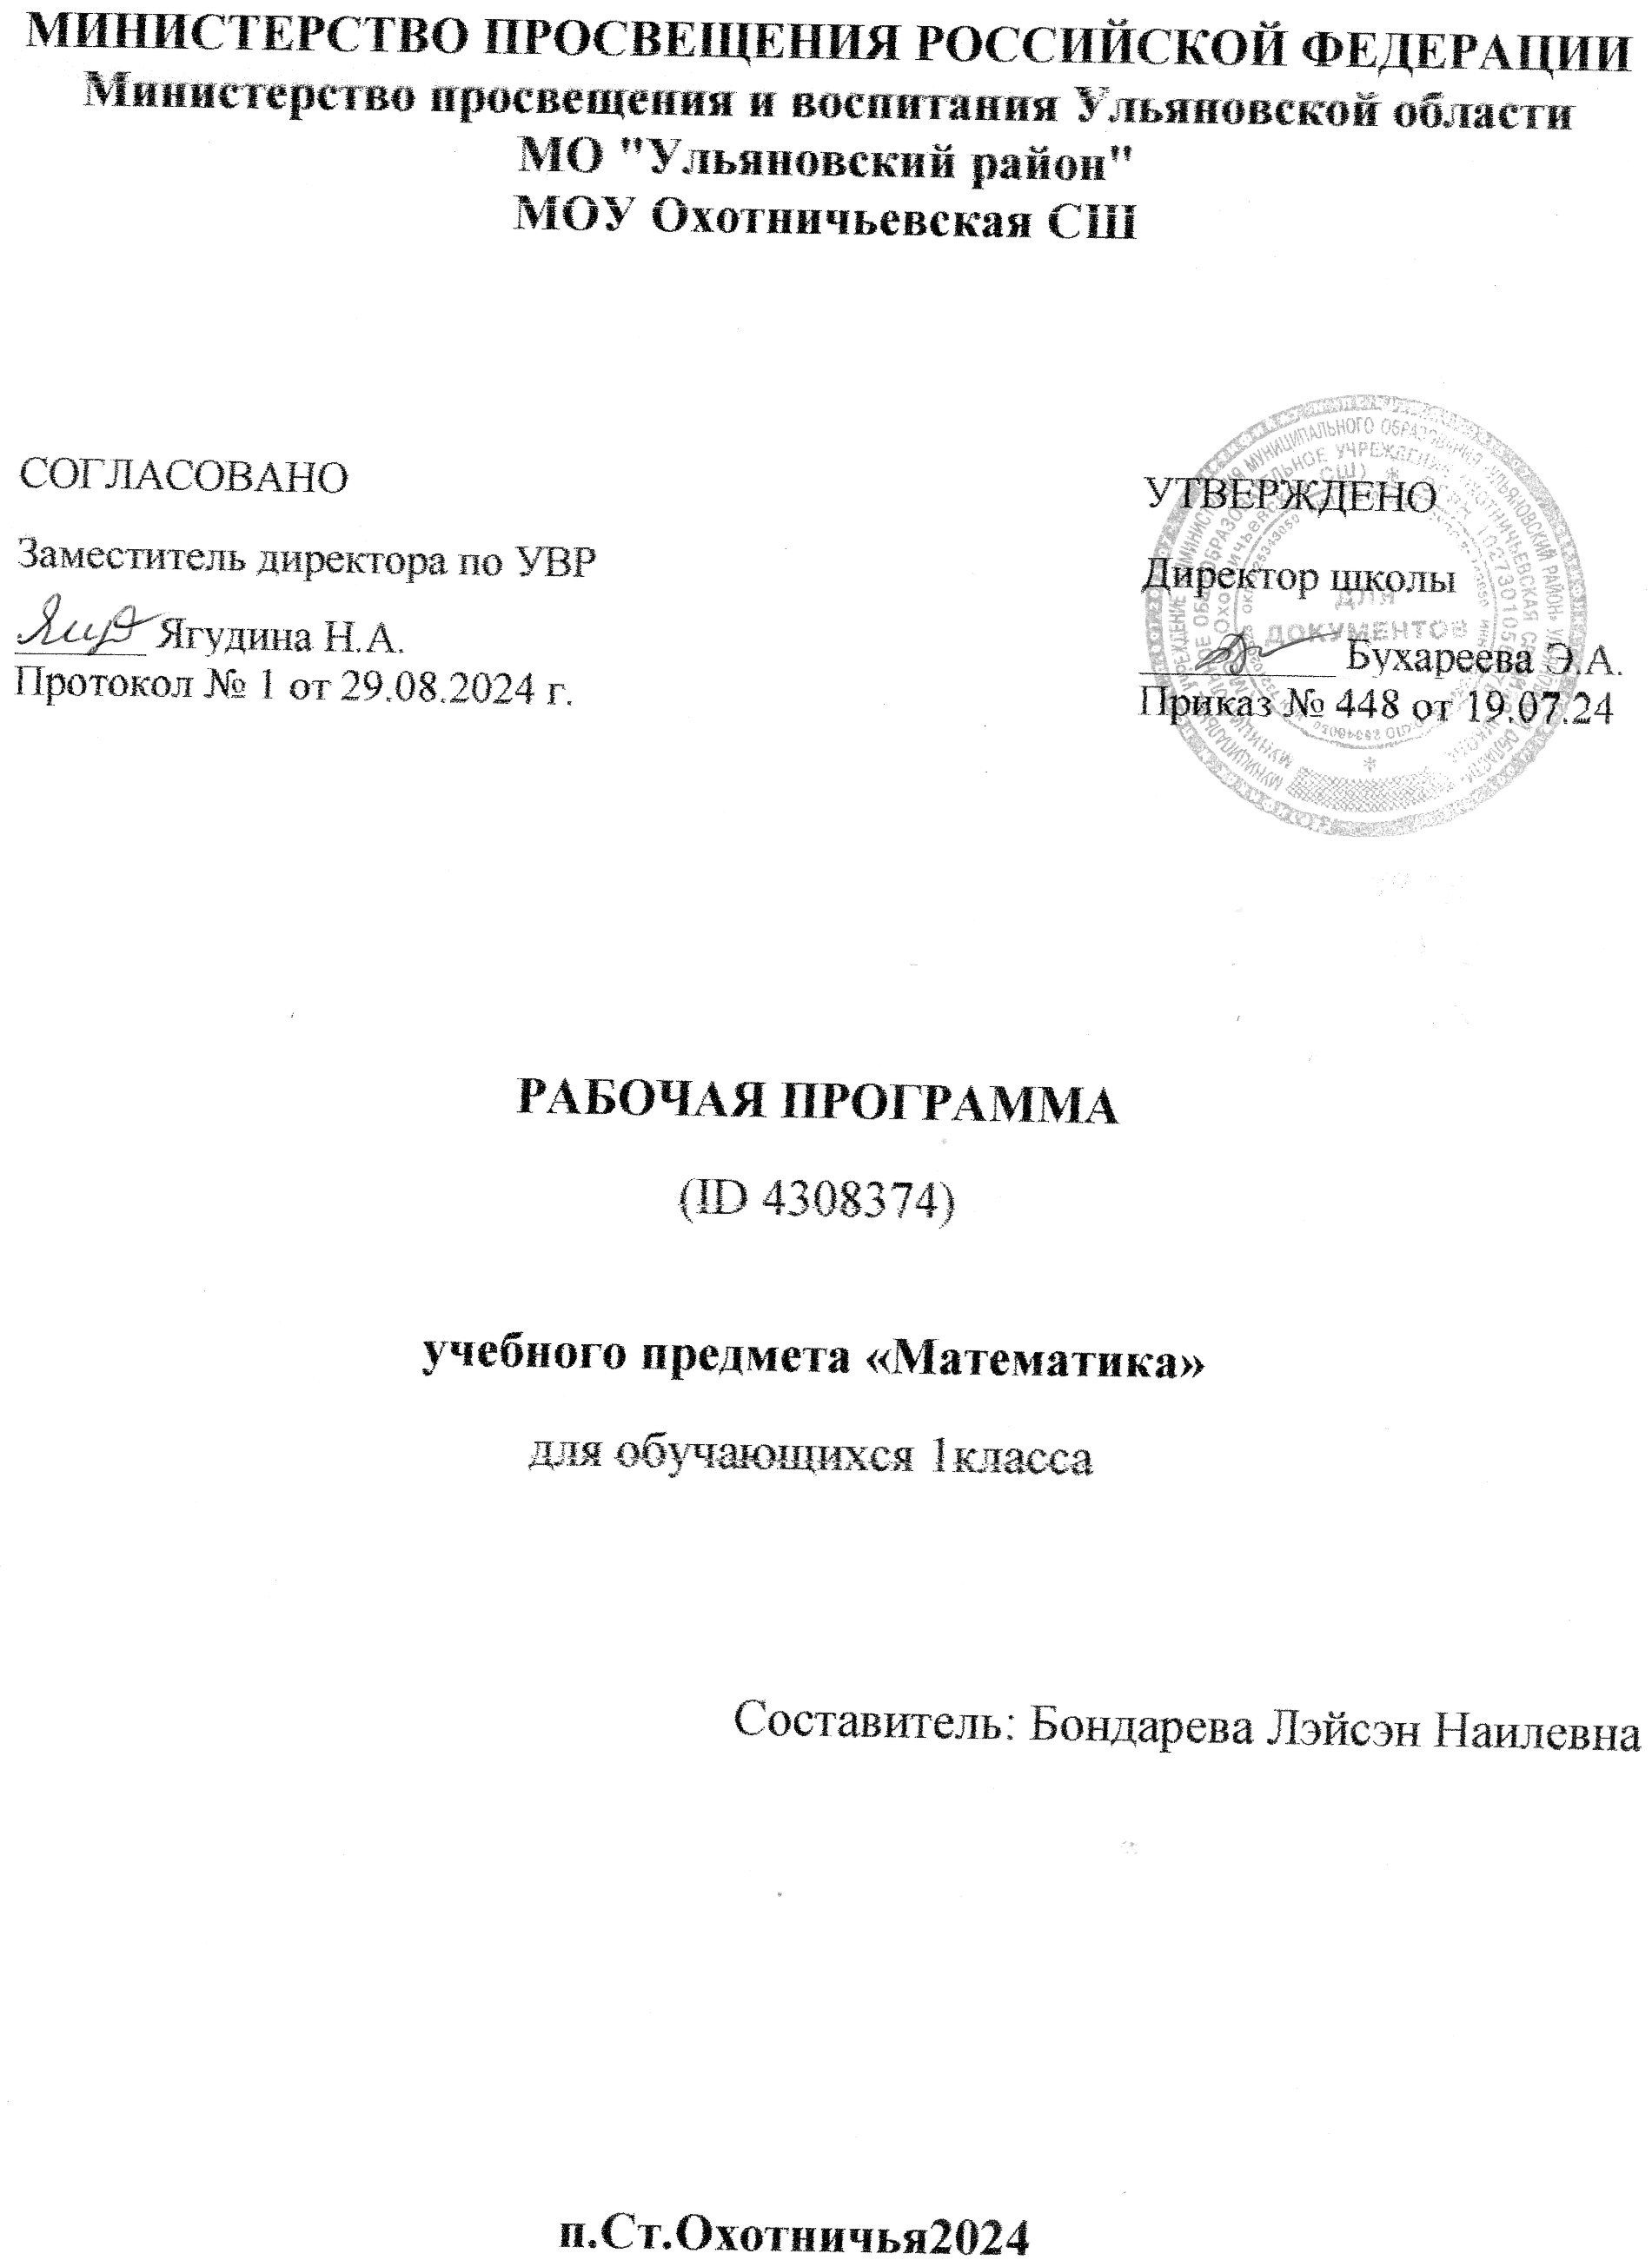 МИНИСТЕРСТВО ПРОСВЕЩЕНИЯ РОССИЙСКОЙ ФЕДЕРАЦИИ
Министерство просвещения и воспитания Ульяновской области
МО "Ульяновский район"
МОУ Охотничьевская СШ
СОГЛАСОВАНО
Заместитель директора по УВР
Ягудина Н.А.
Протокол № 1 от 29.08.2024 г.
УТВЕРЖДЕНО
Директор школы
Бухареева Э.А.
Приказ № 448 от 19.07.24
ДЛЯ
ДОКУМЕНТОВ
РАБОЧАЯ ПРОГРАММА
(ID 4308374)
учебного предмета «Математика»
для обучающихся 1класса
Составитель: Бондарева Лэйсэн Наилевна
п.Ст.Охотничья2024